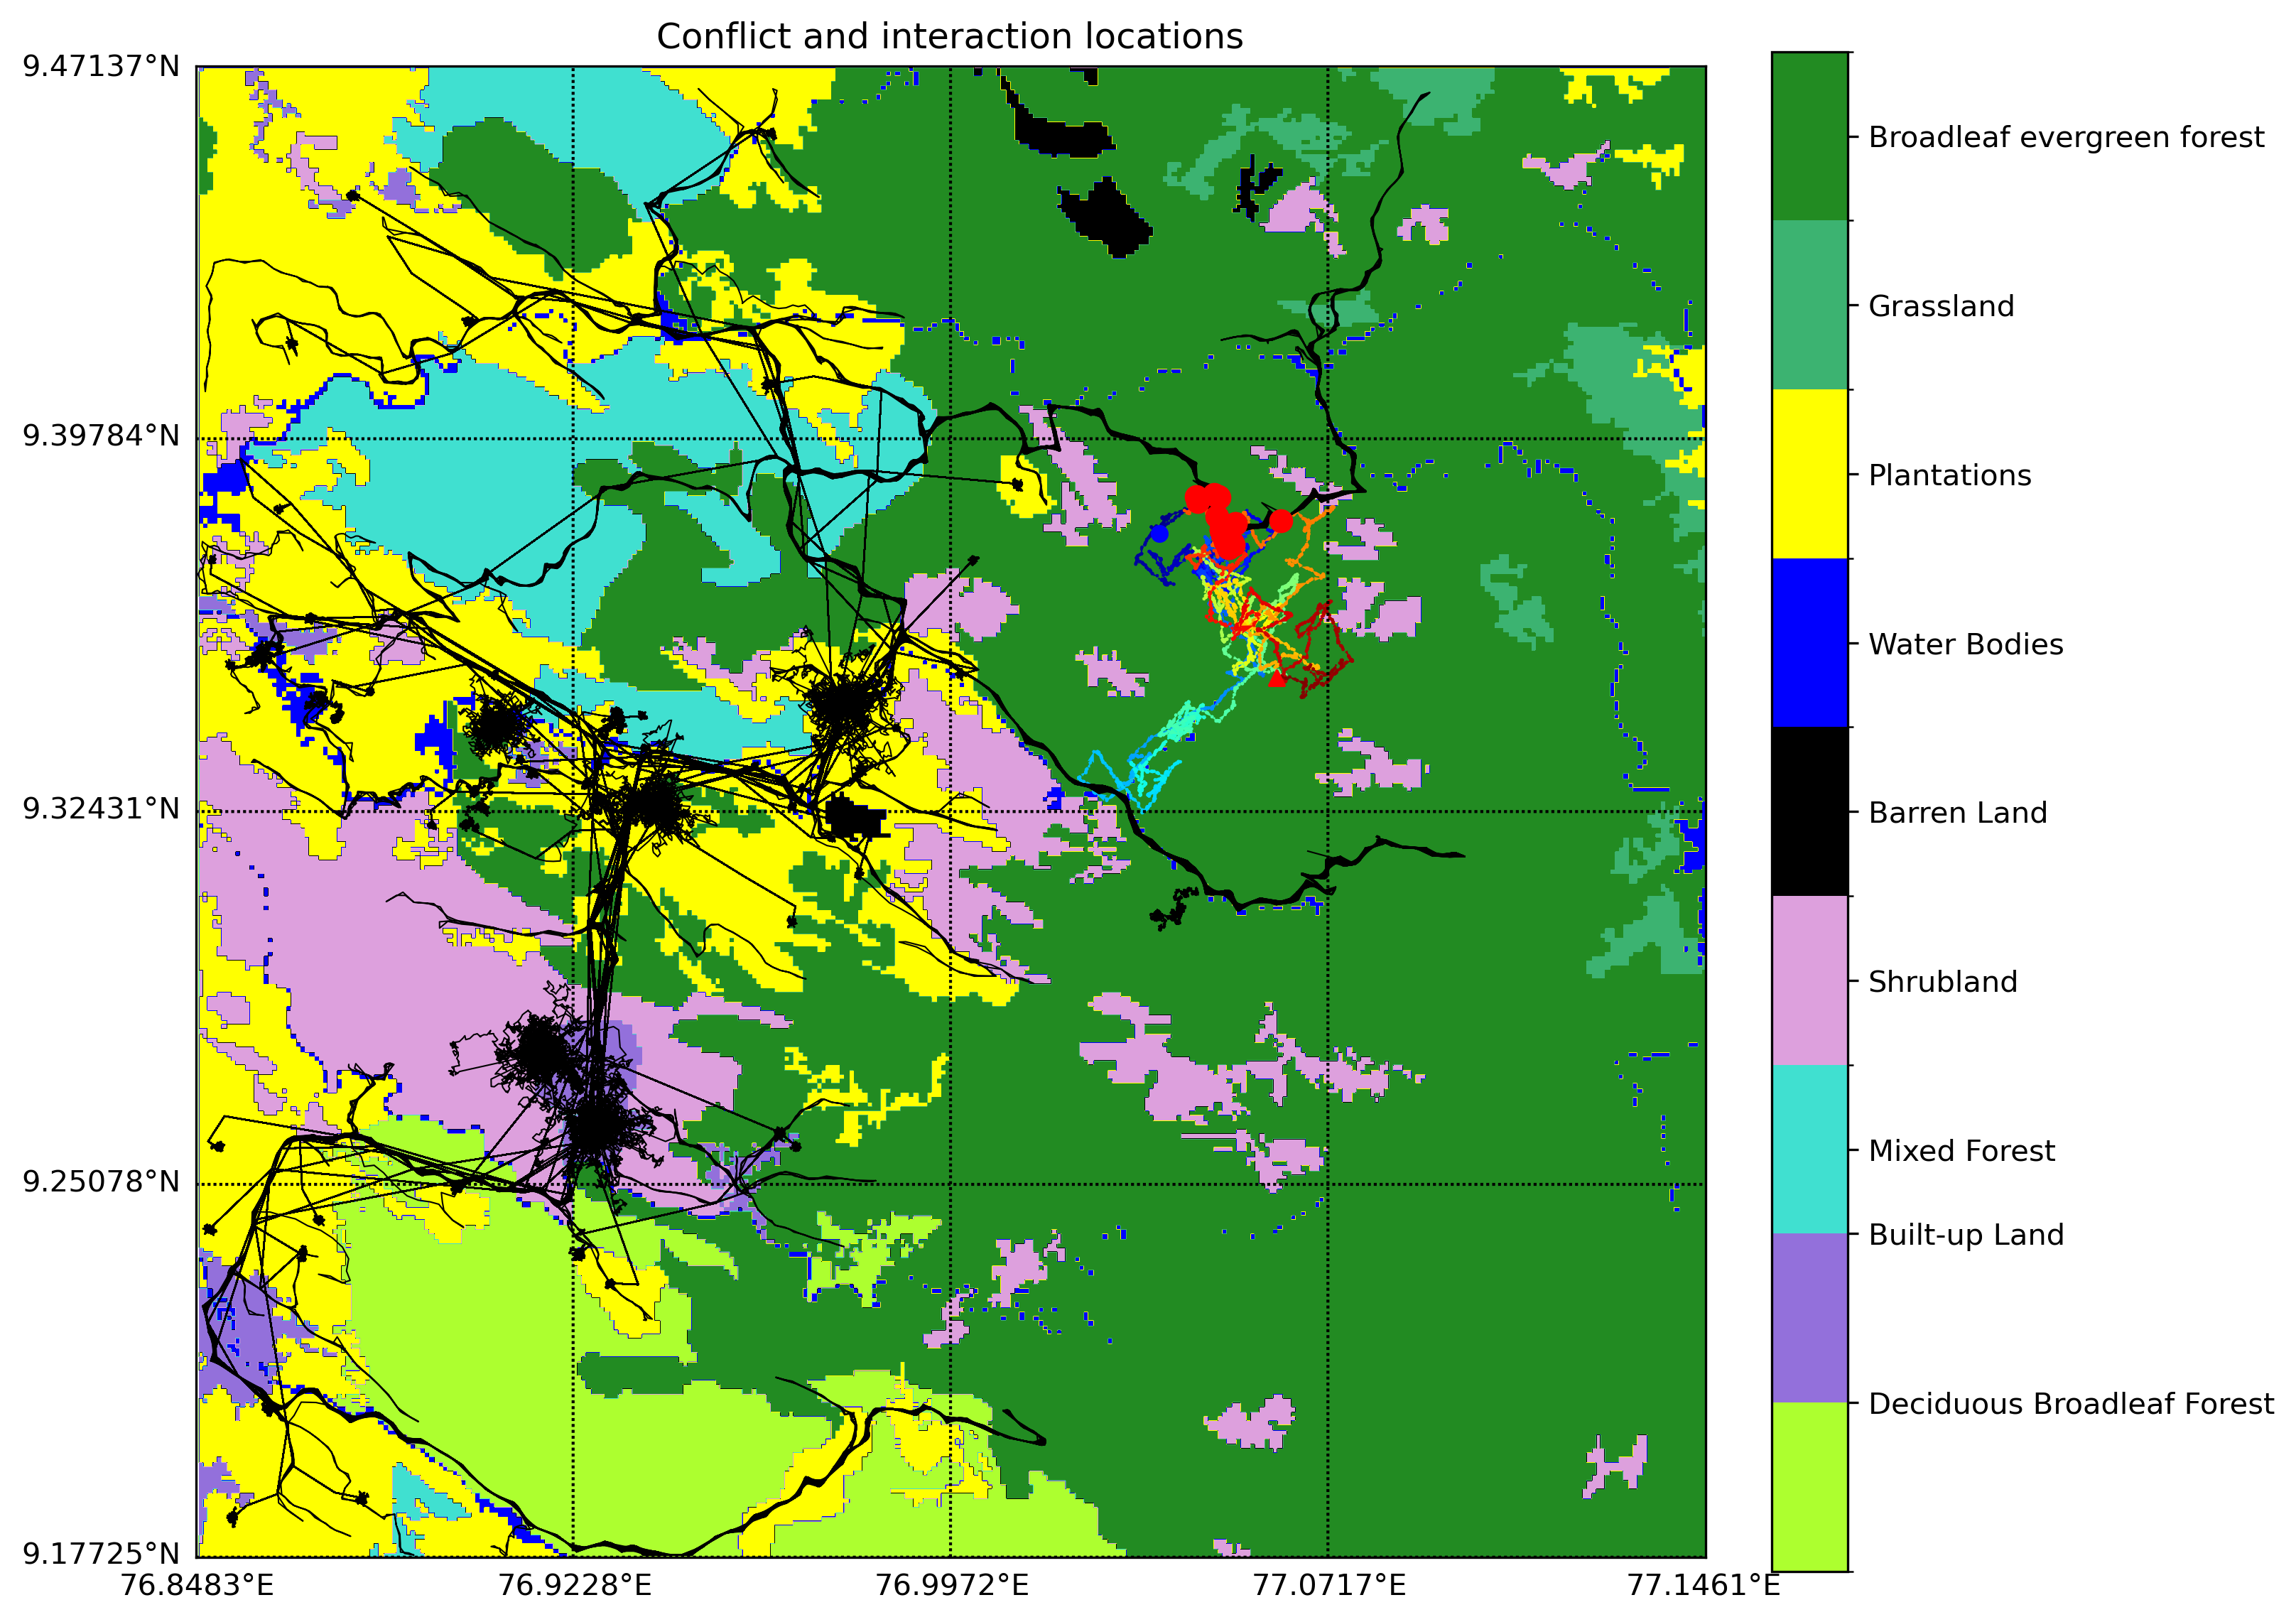 Conflict and interaction locations
9.47137°N
9.39784°N
9.32431°N
9.25078°N
9.17725°N
76.8483°E
76.9228°E
76.9972°E
77.0717°E
77.1461°E
Broadleaf evergreen forest
Grassland
Plantations
Water Bodies
Barren Land
Shrubland
Mixed Forest
Built-up Land
Deciduous Broadleaf Forest